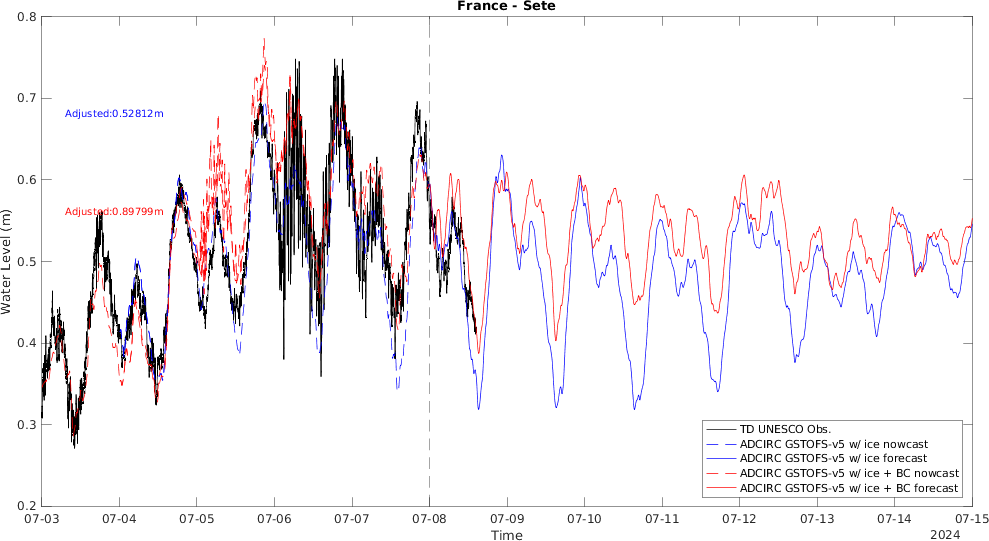 France - Sete
0.8
0.7
0.6
0.5
0.4
0.3
0.2
Water Level (m)
Adjusted:0.52812m
Adjusted:0.89799m
TD UNESCO Obs.
ADCIRC GSTOFS-v5 w/ ice nowcast
ADCIRC GSTOFS-v5 w/ ice forecast
ADCIRC GSTOFS-v5 w/ ice + BC nowcast
ADCIRC GSTOFS-v5 w/ ice + BC forecast
07-03 07-04 07-05 07-06 07-07 07-08 07-09 07-10 07-11 07-12 07-13 07-14 07-15
Time
2024